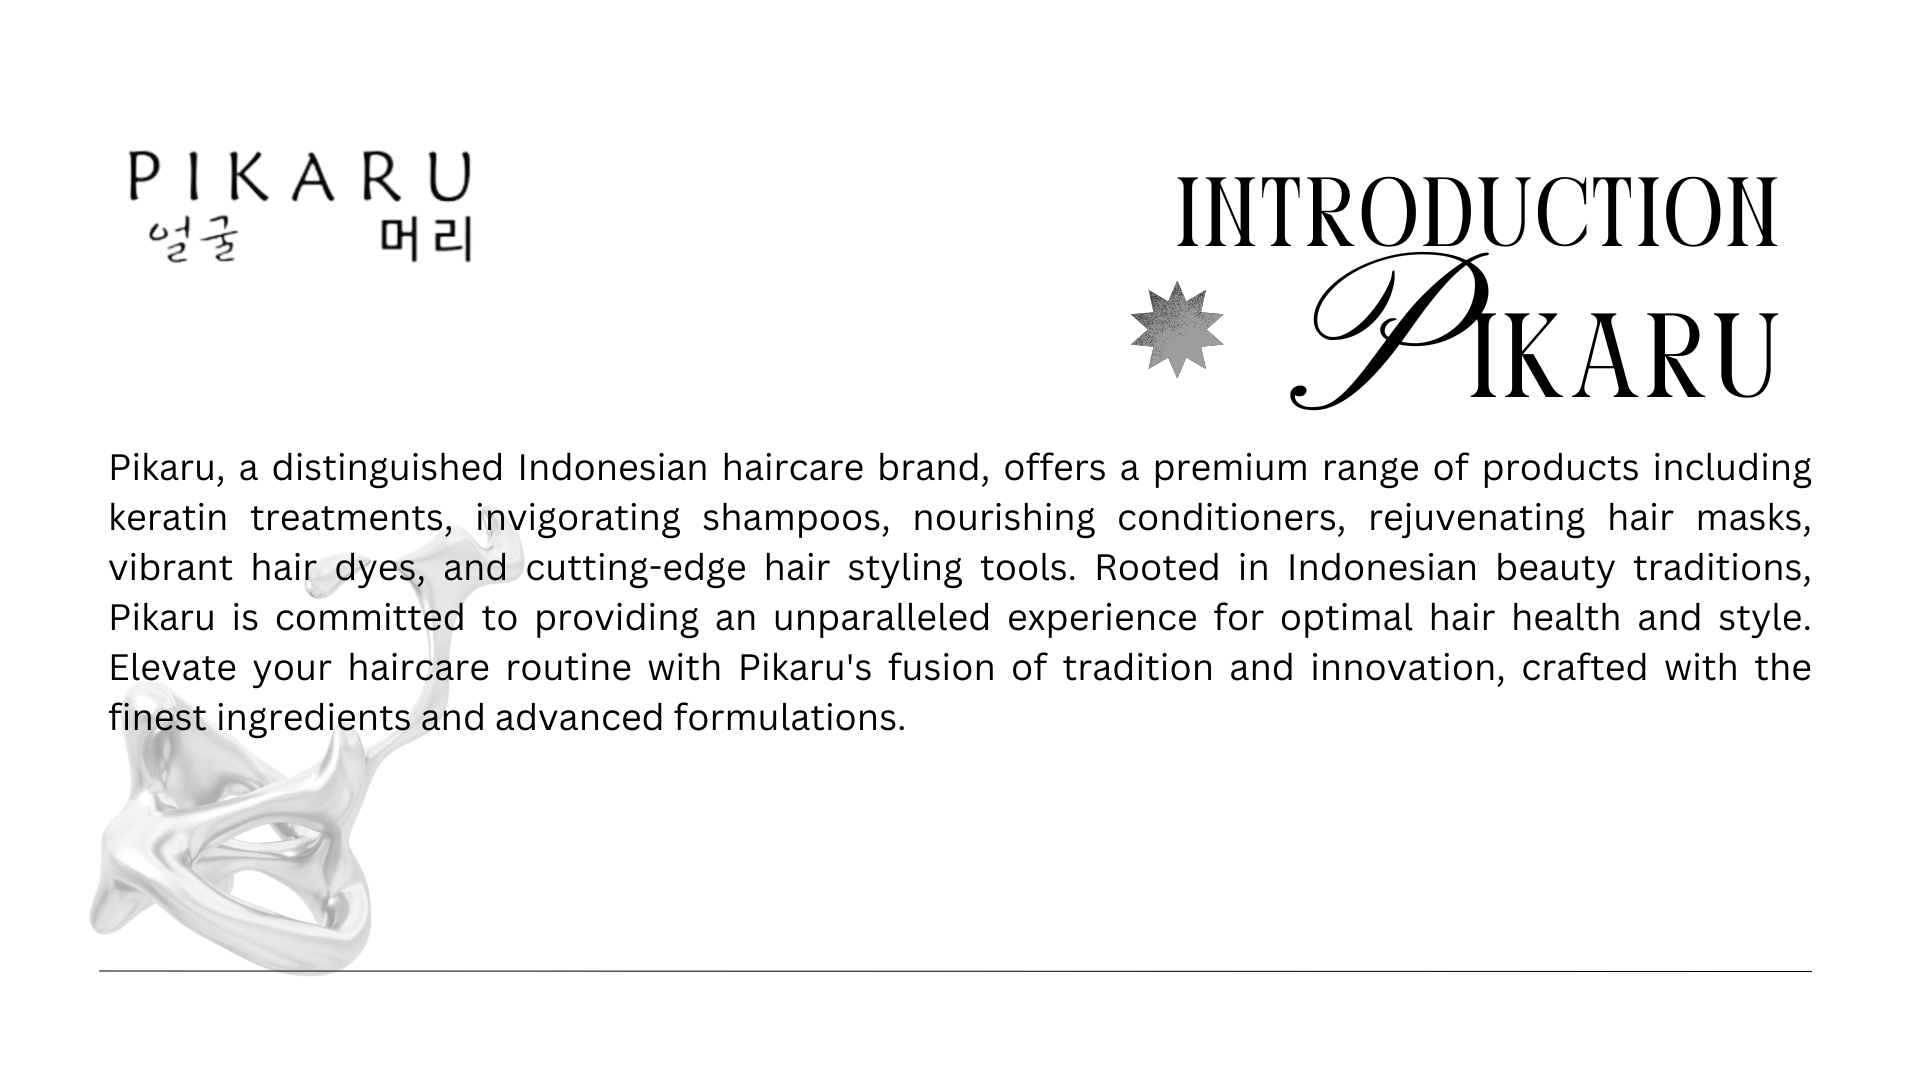 PIKARU
얼굴 머리
INTRODUCTION
PIKARU
Pikaru, a distinguished Indonesian haircare brand, offers a premium range of products including
keratin treatments, invigorating shampoos, nourishing conditioners, rejuvenating hair masks,
vibrant hair dyes, and cutting-edge hair styling tools. Rooted in Indonesian beauty traditions,
Pikaru is committed to providing an unparalleled experience for optimal hair health and style.
Elevate your haircare routine with Pikaru's fusion of tradition and innovation, crafted with the
finest ingredients and advanced formulations.